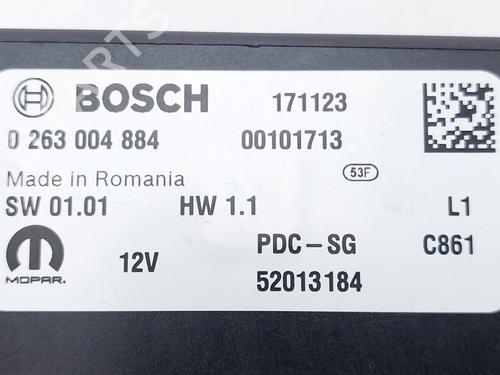 BOSCH 171123
0 263 004 884 00101713
Made in Romania 53F
SW 01.01 HW 1.1 L1
MOPAR. 12V PDC-SG C861
52013184